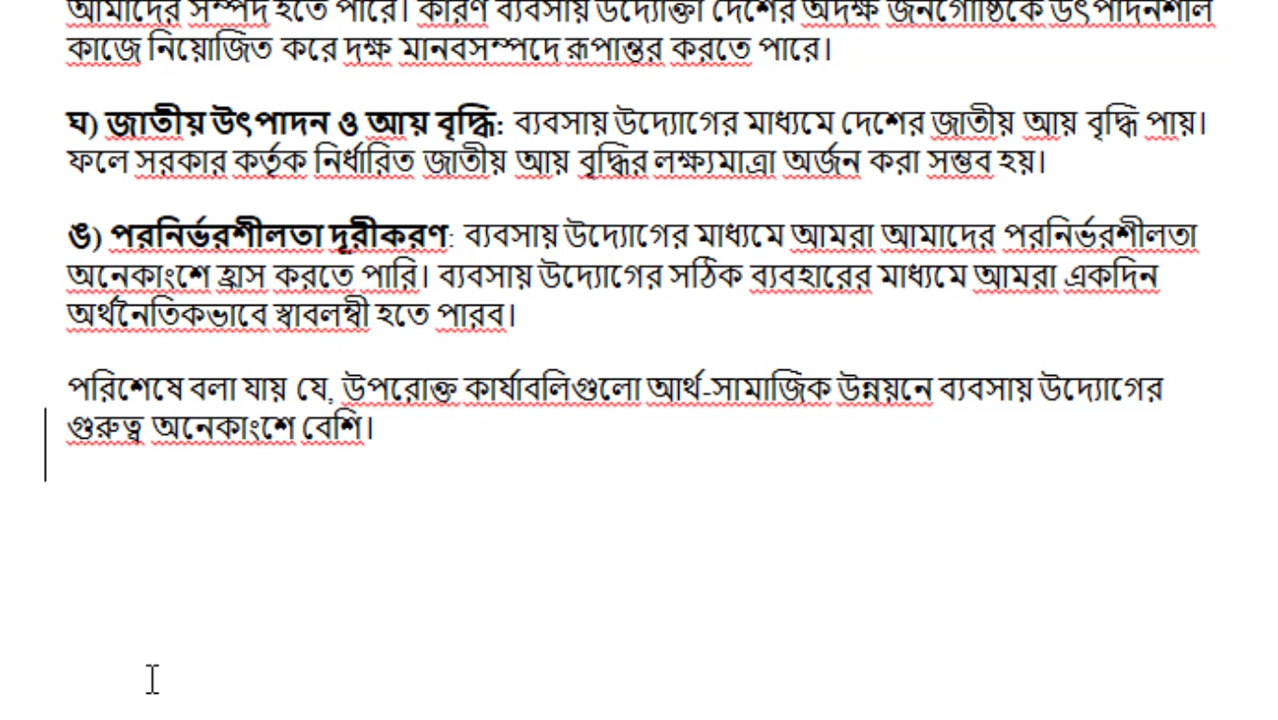 আমাদের সম্পদ হতে পারে। কারণ ব্যবসায় উদ্যোক্তা দেশের অদক্ষ জনগোষ্ঠিকে উৎপাদনশীল
কাজে নিয়োজিত করে দক্ষ মানবসম্পদে রূপান্তর করতে পারে।
ঘ) জাতীয় উৎপাদন ও আয় বৃদ্ধি: ব্যবসায় উদ্যোগের মাধ্যমে দেশের জাতীয় আয় বৃদ্ধি পায়।
ফলে সরকার কর্তৃক নির্ধারিত জাতীয় আয় বৃদ্ধির লক্ষ্যমাত্রা অর্জন করা সম্ভব হয়।
ঙ) পরনির্ভরশীলতা দূরীকরণ: ব্যবসায় উদ্যোগের মাধ্যমে আমরা আমাদের পরনির্ভরশীলতা
অনেকাংশে হ্রাস করতে পারি। ব্যবসায় উদ্যোগের সঠিক ব্যবহারের মাধ্যমে আমরা একদিন
অর্থনৈতিকভাবে স্বাবলম্বী হতে পারব।
পরিশেষে বলা যায় যে, উপরোক্ত কার্যাবলিগুলো আর্থ-সামাজিক উন্নয়নে ব্যবসায় উদ্যোগের
গুরুত্ব অনেকাংশে বেশি।